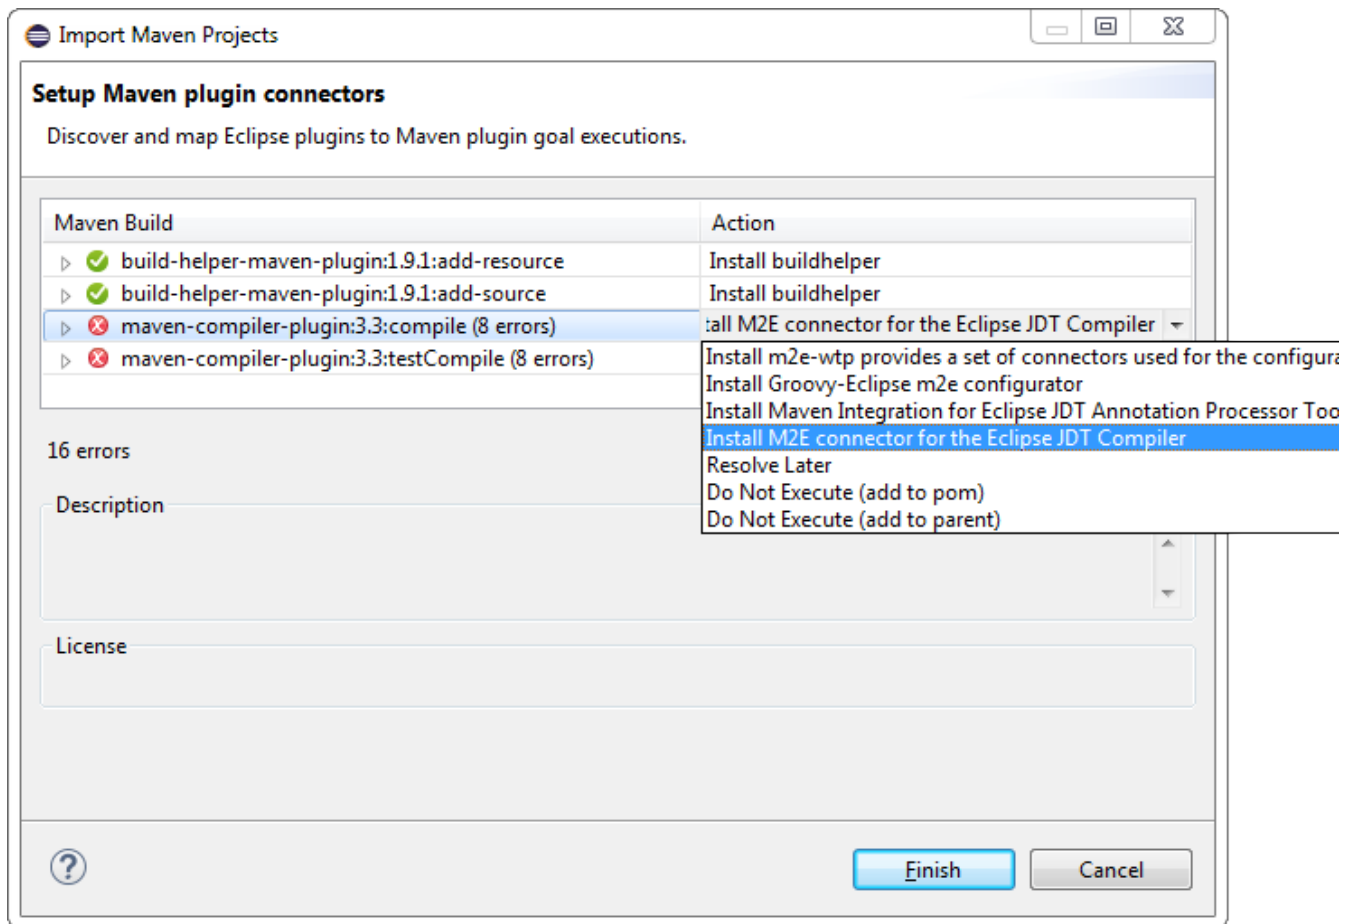 Import Maven Projects
Setup Maven plugin connectors
Discover and map Eclipse plugins to Maven plugin goal executions.
Maven Build Action
build-helper-maven-plugin:1.9.1:add-resource Install buildhelper
build-helper-maven-plugin:1.9.1:add-source Install buildhelper
maven-compiler-plugin:3.3:compile (8 errors) tall M2E connector for the Eclipse JDT Compiler
maven-compiler-plugin:3.3:testCompile (8 errors)
Install m2e-wtp provides a set of connectors used for the configura
Install Groovy-Eclipse m2e configurator
Install Maven Integration for Eclipse JDT Annotation Processor Too
Install M2E connector for the Eclipse JDT Compiler
Resolve Later
Do Not Execute (add to pom)
Do Not Execute (add to parent)
16 errors
Description
License
? Finish Cancel